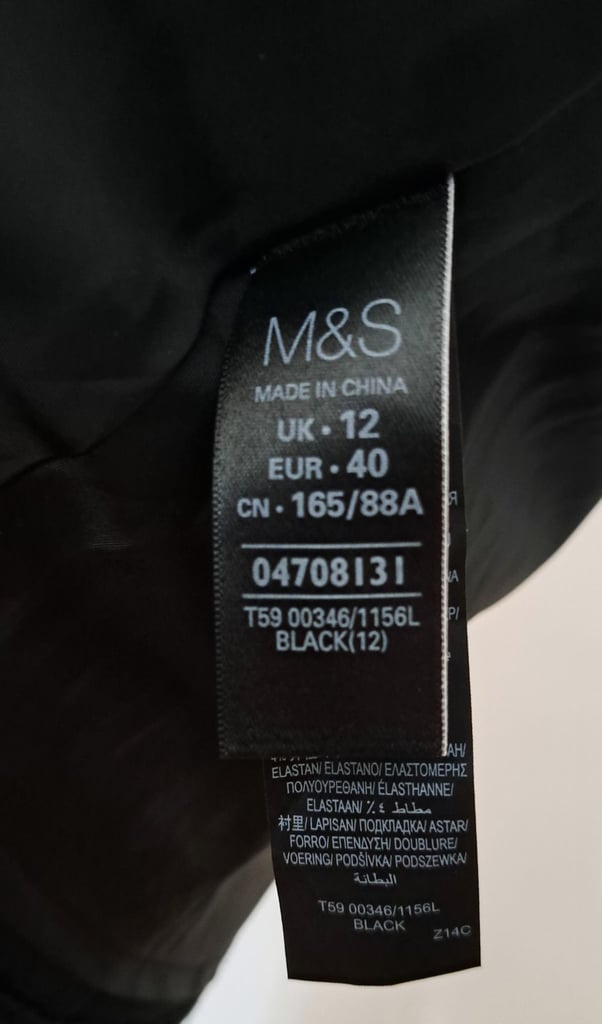 M&S
MADE IN CHINA
UK • 12
EUR • 40
CN • 165/88A
04708131
T59 00346/1156L
BLACK(12)
ELASTAN/ ELASTANO/ ΕΛΑΣΤΟΜΕΡΗΣ
ΠΟΛΥΟΥΡΕΘΑΝΗ/ ÉLASTHANNE/
ELASTAAN/ مطاط ٤ ٪
衬里/ LAPISAN/ ПОДКЛАДКА/ ASTAR/
FORRO/ ΕΠΕΝΔΥΣΗ/ DOUBLURE/
VOERING/ PODŠÍVKA/ PODSZEWKA/
البطانة
T59 00346/1156L
BLACK
Z14C